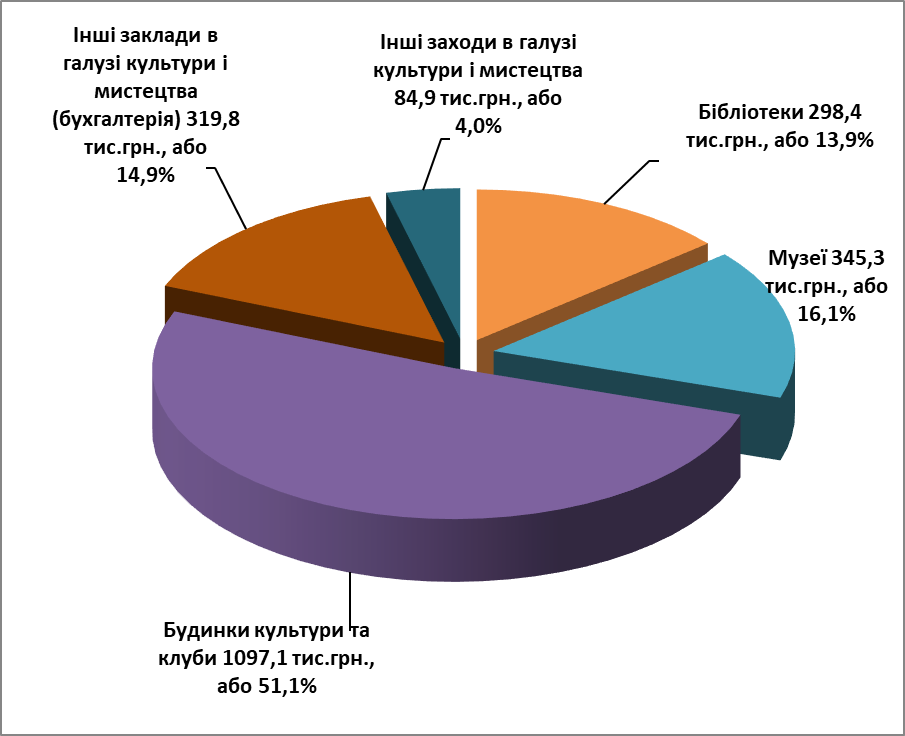 Інші заклади в
галузі культури і
мистецтва
(бухгалтерія) 319,8
тис.грн., або
14,9%
Інші заходи в галузі
культури і мистецтва
84,9 тис.грн., або
4,0%
Бібліотеки 298,4
тис.грн., або 13,9%
Музеї 345,3
тис.грн., або
16,1%
Будинки культури та
клуби 1097,1 тис.грн.,
або 51,1%